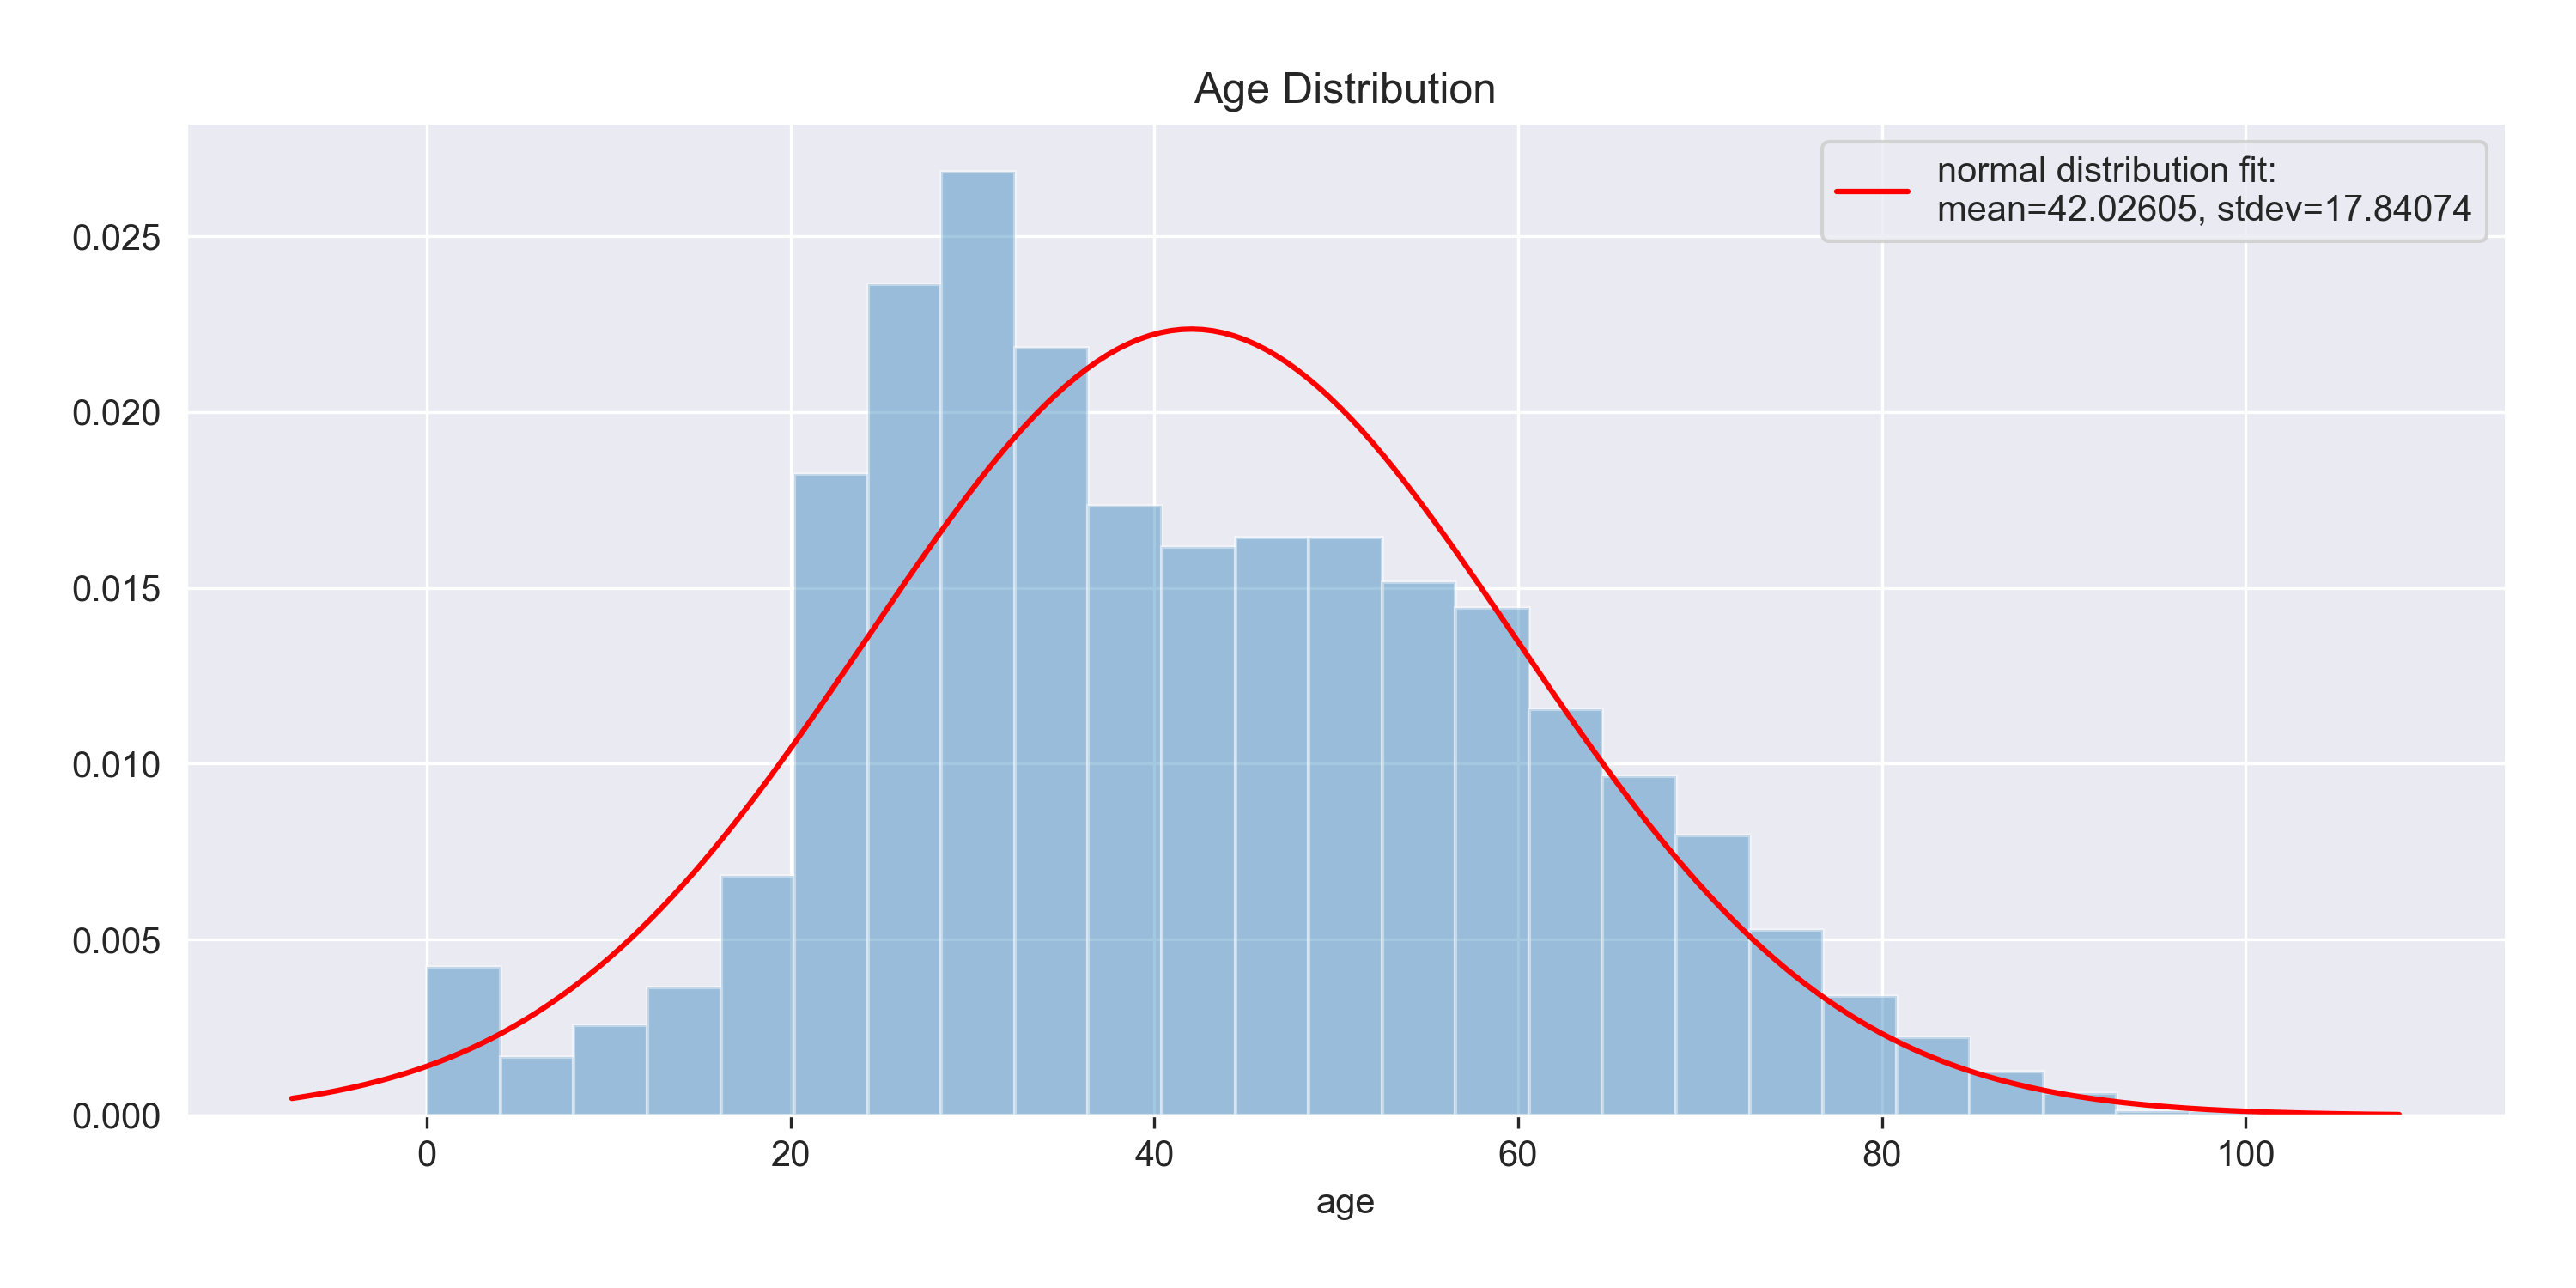 Age Distribution
normal distribution fit:
mean=42.02605, stdev=17.84074
0.025
0.020
0.015
0.010
0.005
0.000
0 20 40 60 80 100
age